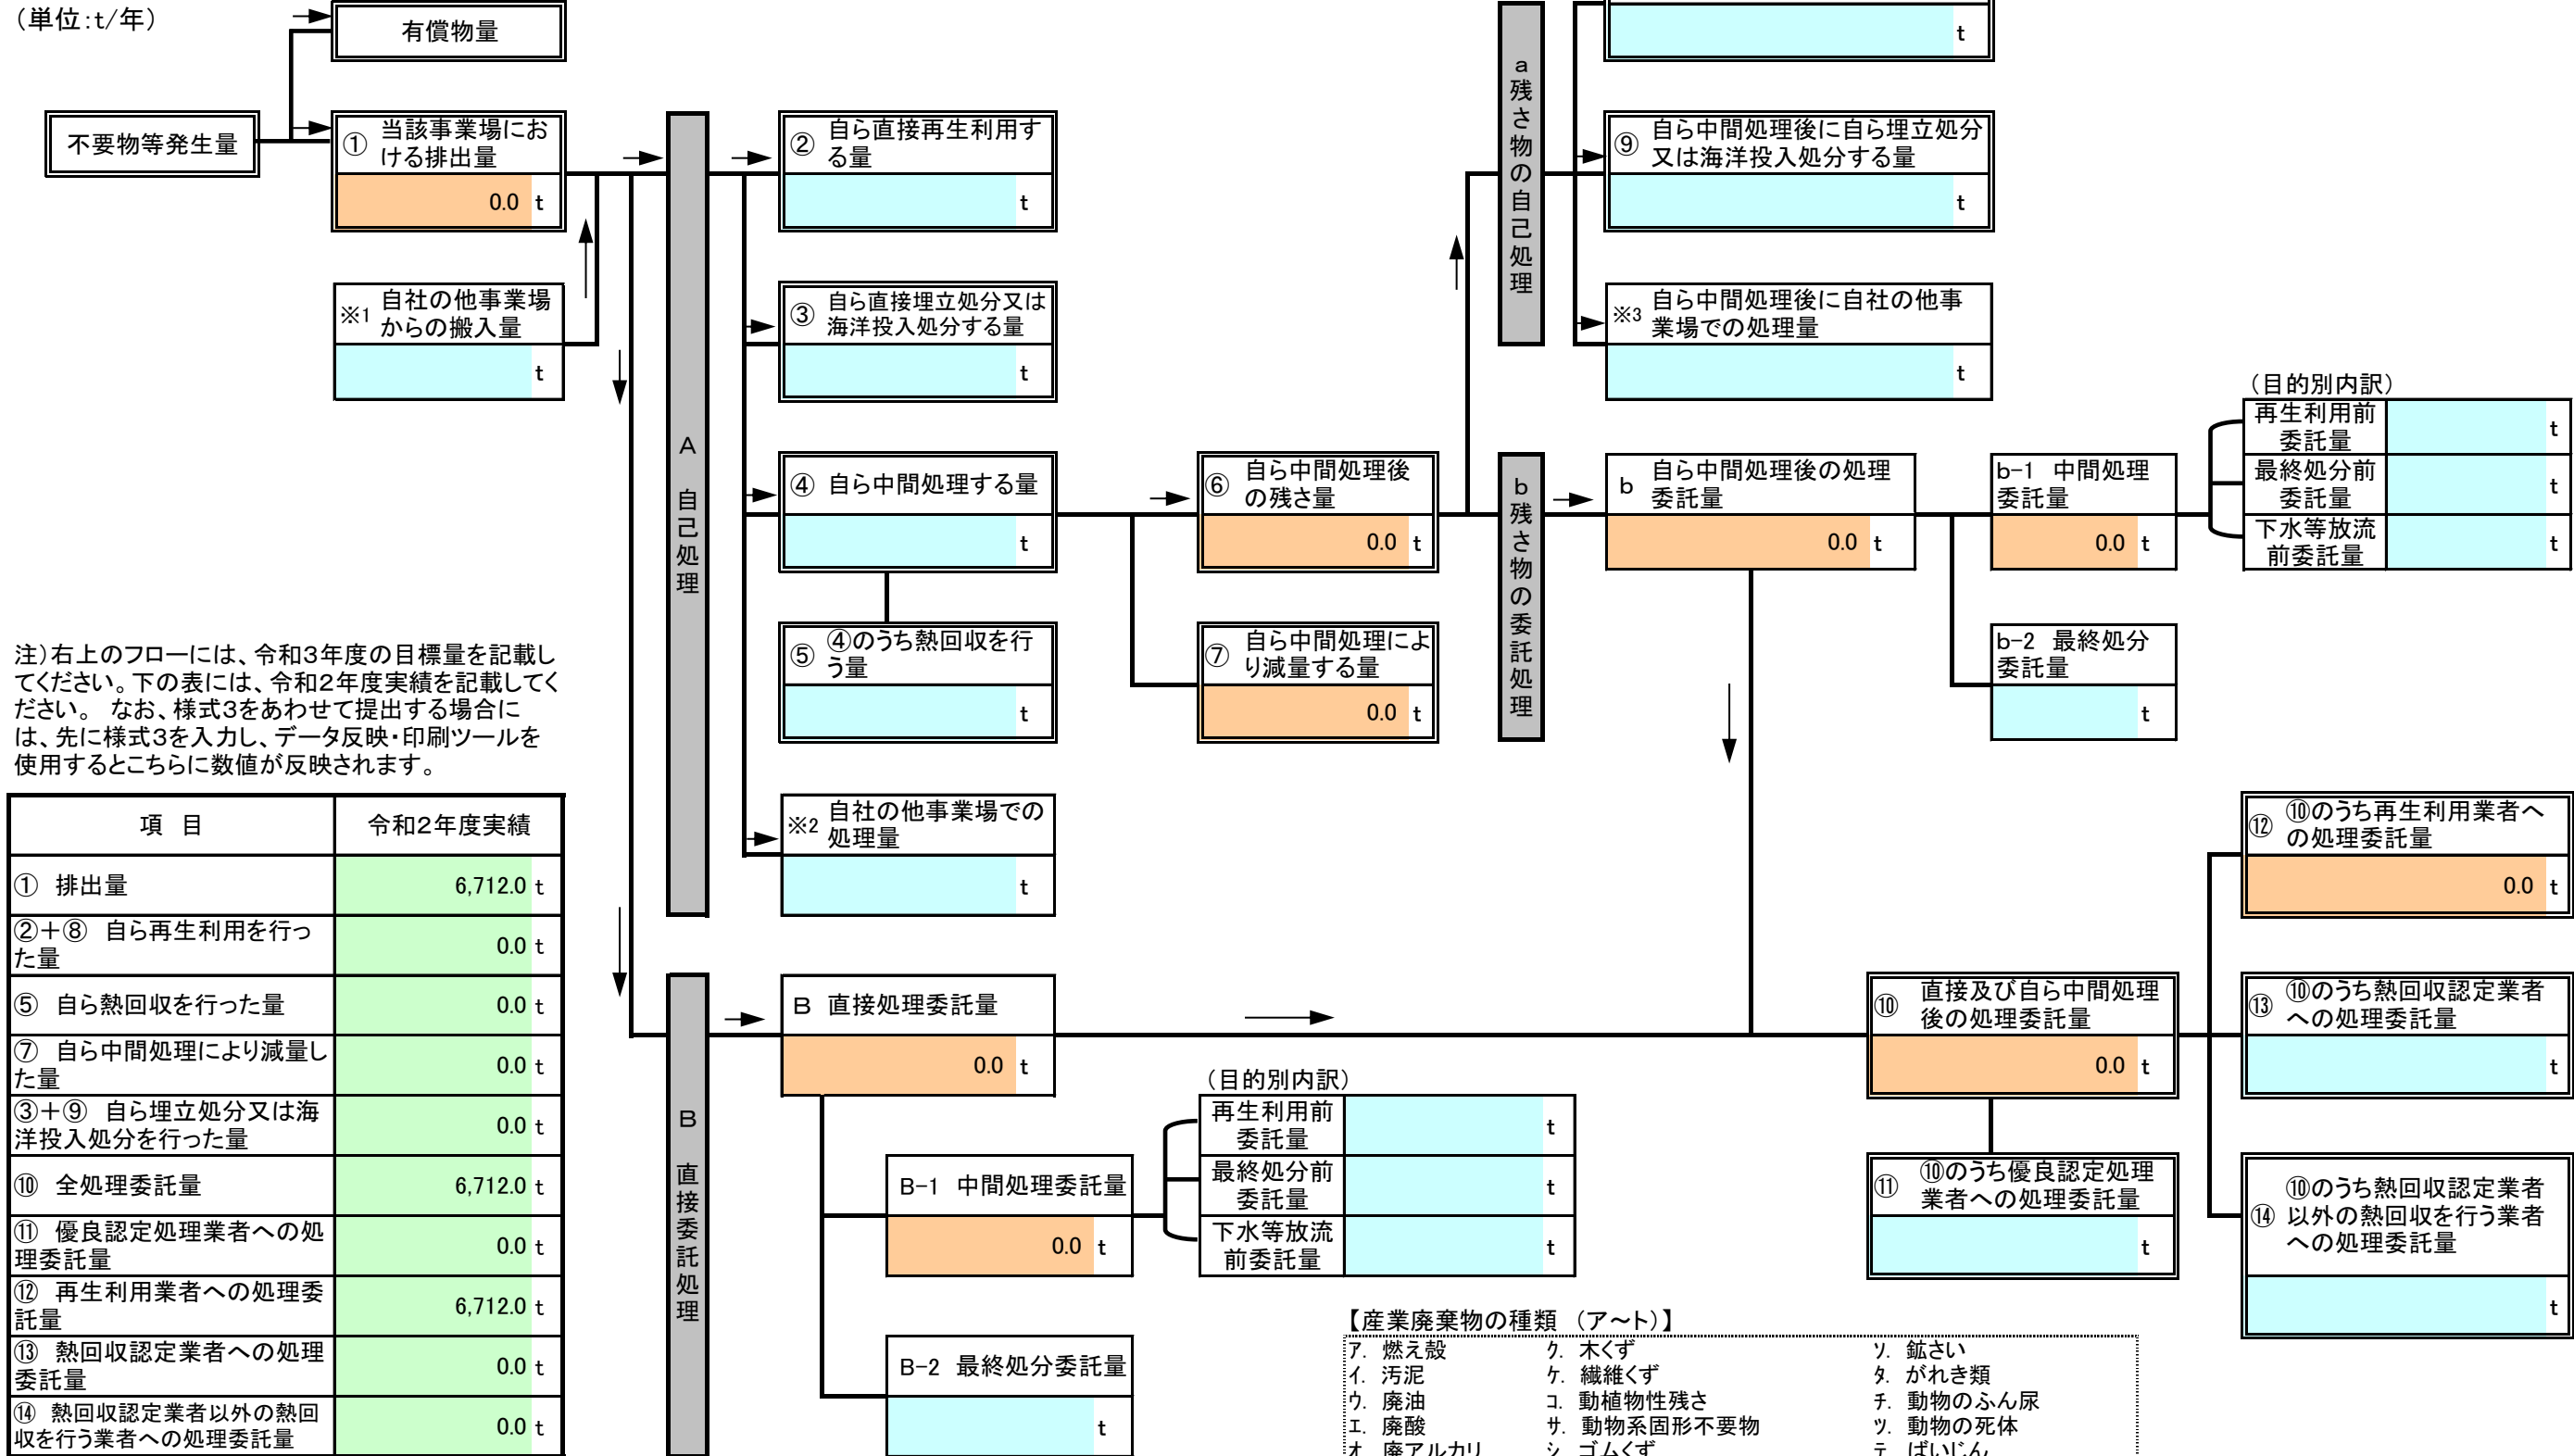 （単位：t/年）
有償物量
不要物等発生量
① 当該事業場にお
ける排出量
0.0 t
※1 自社の他事業場
からの搬入量
t
A 自己処理
② 自ら直接再生利用す
る量
t
③ 自ら直接埋立処分又は
海洋投入処分する量
t
④ 自ら中間処理する量
t
⑤ ④のうち熱回収を行
う量
t
※2 自社の他事業場での
処理量
t
⑥ 自ら中間処理後
の残さ量
0.0 t
⑦ 自ら中間処理によ
り減量する量
0.0 t
a残さ物の自己処理
t
⑨ 自ら中間処理後に自ら埋立処分
又は海洋投入処分する量
t
※3 自ら中間処理後に自社の他事
業場での処理量
t
b残さ物の委託処理
b 自ら中間処理後の処理
委託量
0.0 t
b-1 中間処理
委託量
0.0 t
b-2 最終処分
委託量
t
（目的別内訳）
再生利用前
委託量
t
最終処分前
委託量
t
下水等放流
前委託量
t
注）右上のフローには、令和3年度の目標量を記載し
てください。下の表には、令和2年度実績を記載してく
ださい。 なお、様式3をあわせて提出する場合に
は、先に様式3を入力し、データ反映・印刷ツールを
使用するとこちらに数値が反映されます。
項 目 令和2年度実績
① 排出量 6,712.0 t
②＋⑧ 自ら再生利用を行っ
た量 0.0 t
⑤ 自ら熱回収を行った量 0.0 t
⑦ 自ら中間処理により減量し
た量 0.0 t
③＋⑨ 自ら埋立処分又は海
洋投入処分を行った量 0.0 t
⑩ 全処理委託量 6,712.0 t
⑪ 優良認定処理業者への処
理委託量 0.0 t
⑫ 再生利用業者への処理委
託量 6,712.0 t
⑬ 熱回収認定業者への処理
委託量 0.0 t
⑭ 熱回収認定業者以外の熱回
収を行う業者への処理委託量 0.0 t
B 直接委託処理
B 直接処理委託量
0.0 t
B-1 中間処理委託量
0.0 t
B-2 最終処分委託量
t
（目的別内訳）
再生利用前
委託量
t
最終処分前
委託量
t
下水等放流
前委託量
t
⑩ 直接及び自ら中間処理
後の処理委託量
0.0 t
⑪ ⑩のうち優良認定処理
業者への処理委託量
t
⑫ ⑩のうち再生利用業者へ
の処理委託量
0.0 t
⑬ ⑩のうち熱回収認定業者
への処理委託量
t
⑭ ⑩のうち熱回収認定業者
以外の熱回収を行う業者
への処理委託量
t
【産業廃棄物の種類 （ア～ト）】
ｱ. 燃え殻 ｸ. 木くず ｿ. 鉱さい
ｲ. 汚泥 ｹ. 繊維くず ﾀ. がれき類
ｳ. 廃油 ｺ. 動植物性残さ ﾁ. 動物のふん尿
ｴ. 廃酸 ｻ. 動物系固形不要物 ﾂ. 動物の死体
ｵ. 廃アルカリ ｼ. ゴムくず ﾃ. ばいじん